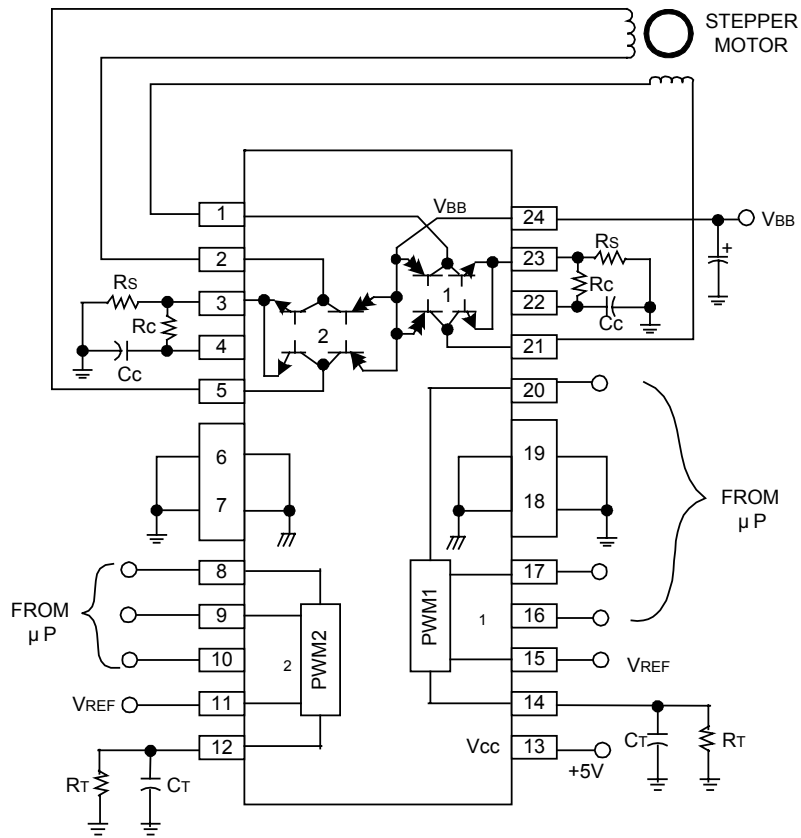 STEPPER
MOTOR
1
VBB
24
VBB
+
2
23
RS
RS
3
1
RC
RC
22
CC
2
4
21
CC
5
20
6
19
7
18
FROM
µ P
8
17
FROM
µ P
9
PWM2
PWM1
1
16
10
2
15
VREF
VREF
11
14
12
VCC
13
CT
RT
+5V
RT
CT